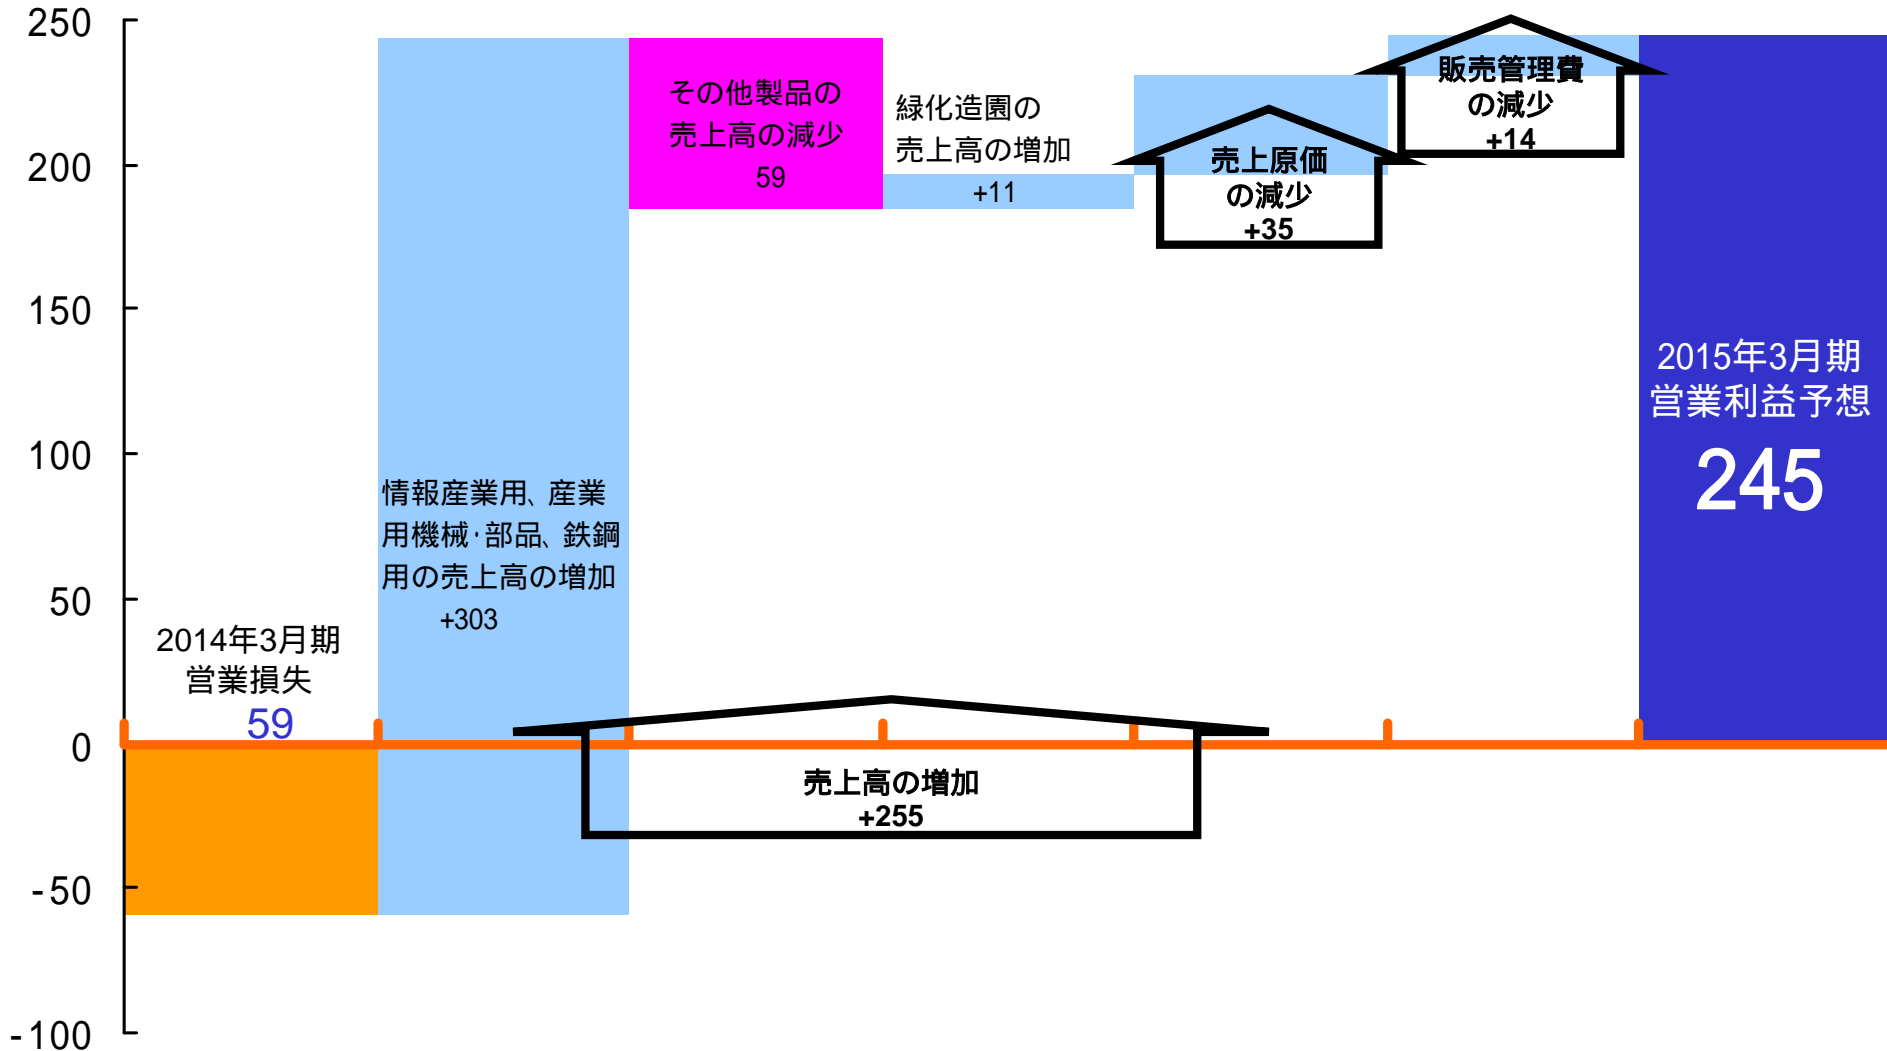 250
200
150
100
50
0
-50
-100
2014年3月期
営業損失
59
情報産業用、産業
用機械・部品、鉄鋼
用の売上高の増加
+303
その他製品の
売上高の減少
59
緑化造園の
売上高の増加
+11
売上原価
の減少
+35
販売管理費
の減少
+14
売上高の増加
+255
2015年3月期
営業利益予想
245